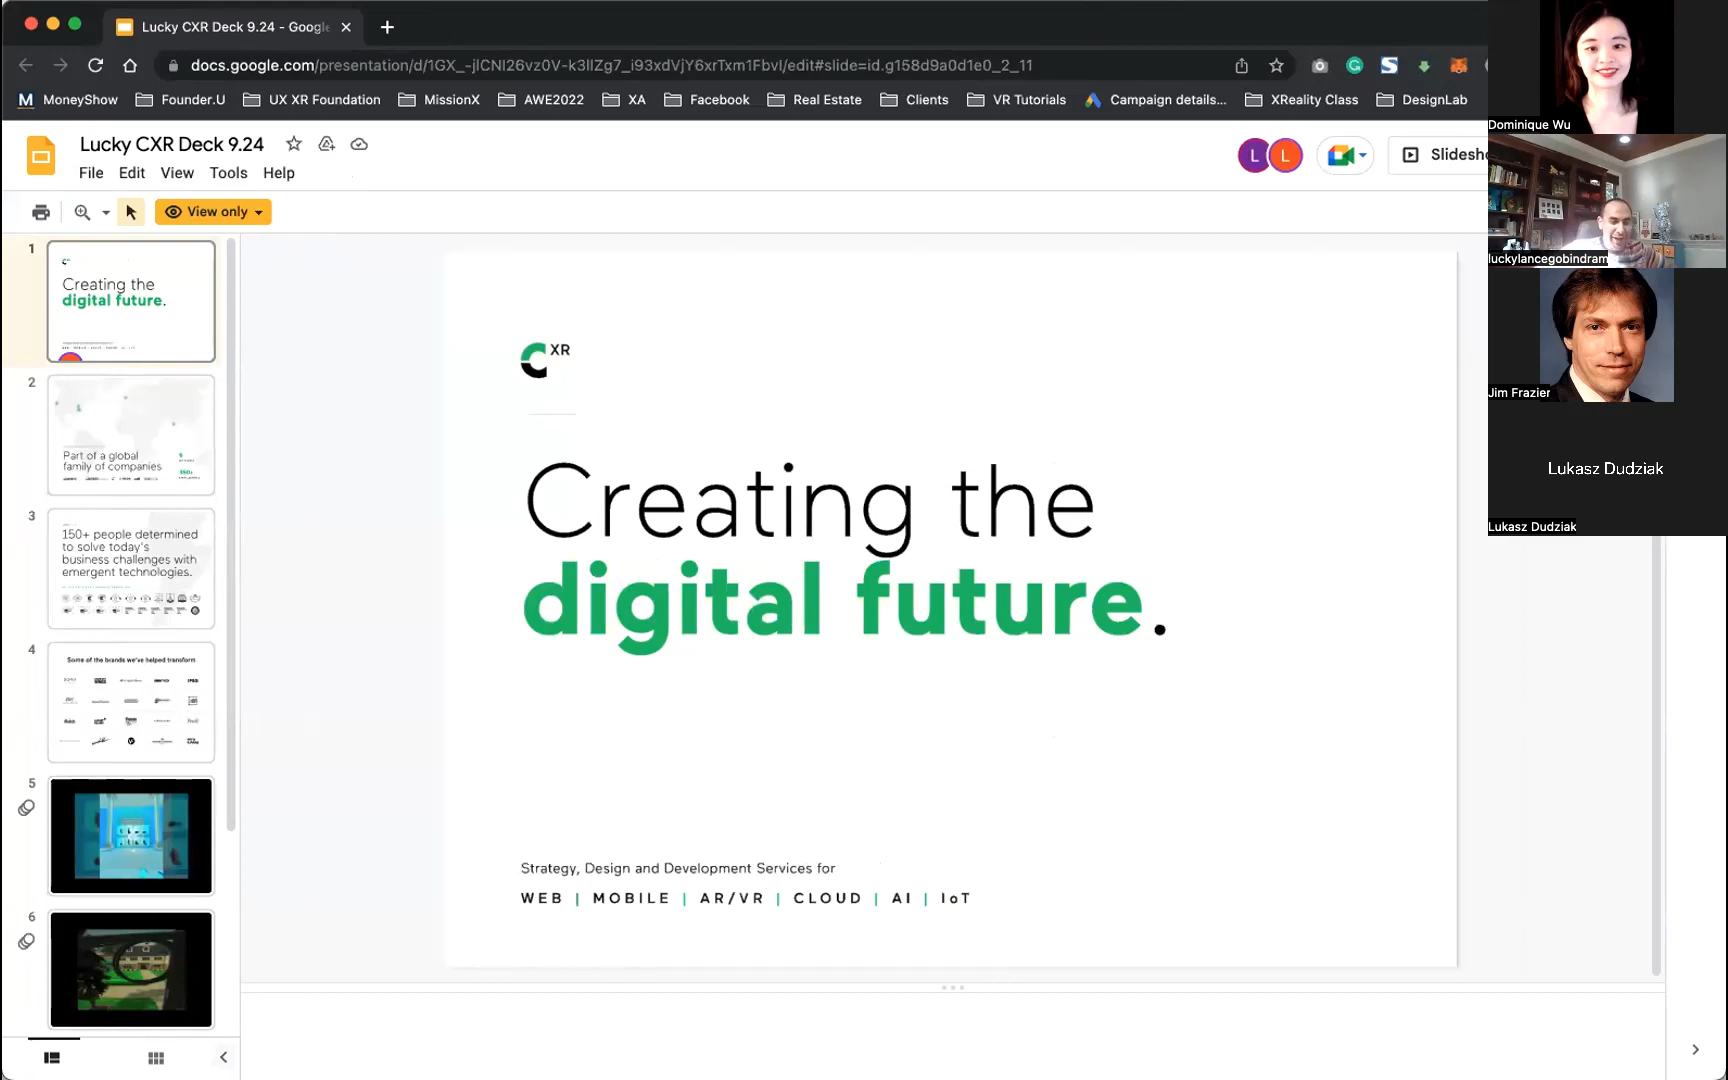 Lucky CXR Deck 9.24 - Google
docs.google.com/presentation/d/1GX_-jlCNI26vz0V-k3lIZg7_i93xdVjY6xrTxm1Fbvl/edit#slide=id.g158d9a0d1e0_2_11
MoneyShow Founder.U UX XR Foundation MissionX AWE2022 XA Facebook Real Estate Clients VR Tutorials Campaign details... XReality Class DesignLab
Lucky CXR Deck 9.24
File Edit View Tools Help
L L
Slidesh
View only
1
Creating the
digital future.
2
Part of a global
family of companies
3
150+ people determined
to solve today's
business challenges with
emergent technologies.
4
Some of the brands we've helped transform
5
6
C XR
Creating the
digital future.
Strategy, Design and Development Services for
WEB | MOBILE | AR/VR | CLOUD | AI | IoT
Dominique Wu
luckylancegobindram
Jim Frazier
Lukasz Dudziak
Lukasz Dudziak